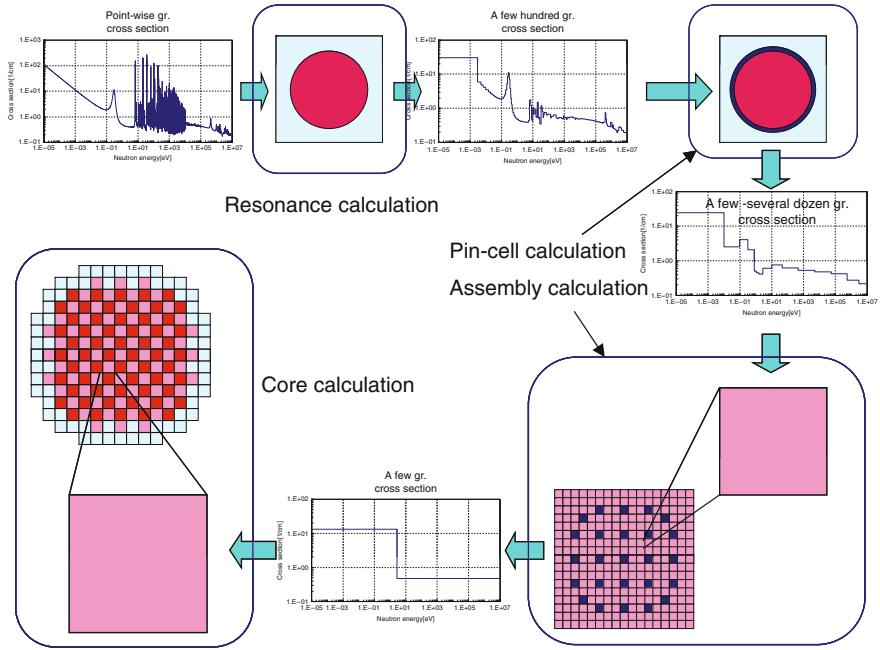 Point-wise gr.
cross section
Cross section[1/cm]
1.E+03
1.E+02
1.E+01
1.E+00
1.E−01
1.E−05 1.E−03 1.E−01 1.E+01 1.E+03 1.E+05 1.E+07
Neutron energy[eV]
A few hundred gr.
cross section
Cross section[1/cm]
1.E+02
1.E+01
1.E+00
1.E−01
1.E−05 1.E−03 1.E−01 1.E+01 1.E+03 1.E+05 1.E+07
Neutron energy[eV]
Resonance calculation
A few -several dozen gr.
cross section
Cross section[1/cm]
1.E+02
1.E+01
1.E+00
1.E−01
1.E−05 1.E−03 1.E−01 1.E+01 1.E+03 1.E+05 1.E+07
Neutron energy[eV]
Pin-cell calculation
Assembly calculation
Core calculation
A few gr.
cross section
Cross section[1/cm]
1.E+02
1.E+01
1.E+00
1.E−01
1.E−05 1.E−03 1.E−01 1.E+01 1.E+03 1.E+05 1.E+07
Neutron energy[eV]